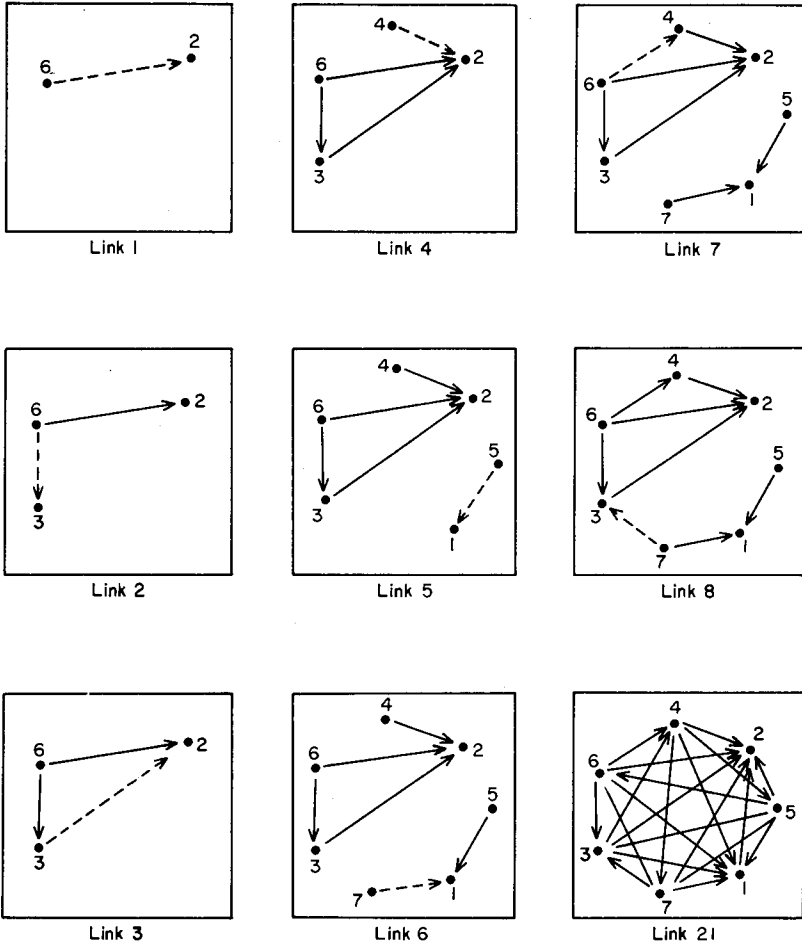 6 2
Link 1
4 2 6 3
Link 4
4 2 6 5 3 1 7
Link 7
6 2 3
Link 2
4 6 2 5 3 1
Link 5
4 6 2 5 3 1 7
Link 8
6 2 3
Link 3
4 6 2 5 3 1 7
Link 6
4 2 6 5 3 1 7
Link 21